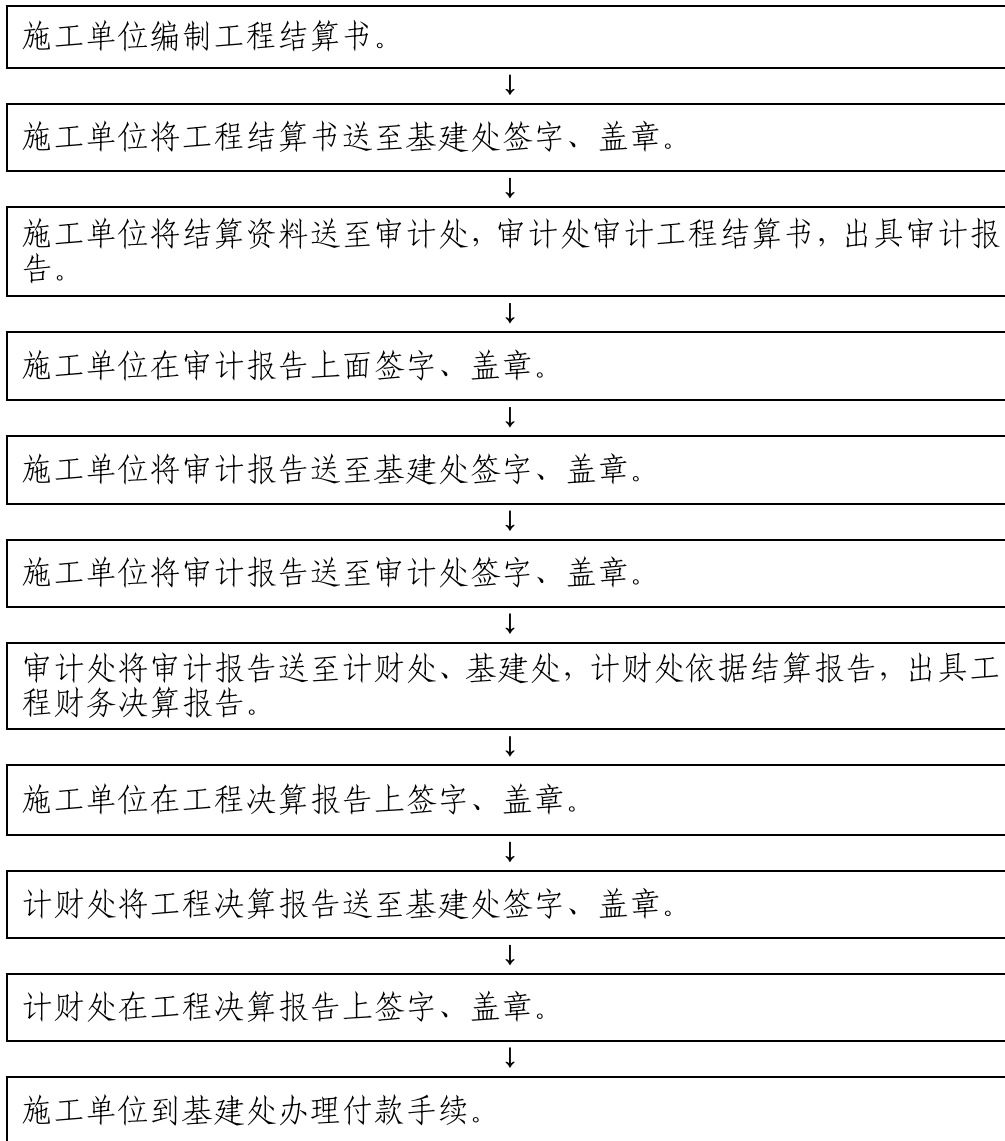 施工单位编制工程结算书。
↓
施工单位将工程结算书送至基建处签字、盖章。
↓
施工单位将结算资料送至审计处，审计处审计工程结算书，出具审计报
告。
↓
施工单位在审计报告上面签字、盖章。
↓
施工单位将审计报告送至基建处签字、盖章。
↓
施工单位将审计报告送至审计处签字、盖章。
↓
审计处将审计报告送至计财处、基建处，计财处依据结算报告，出具工
程财务决算报告。
↓
施工单位在工程决算报告上签字、盖章。
↓
计财处将工程决算报告送至基建处签字、盖章。
↓
计财处在工程决算报告上签字、盖章。
↓
施工单位到基建处办理付款手续。